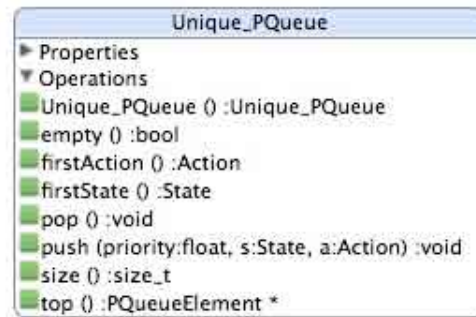 Unique_PQueue
Properties
Operations
Unique_PQueue () :Unique_PQueue
empty () :bool
firstAction () :Action
firstState () :State
pop () :void
push (priority:float, s:State, a:Action) :void
size () :size_t
top () :PQueueElement *